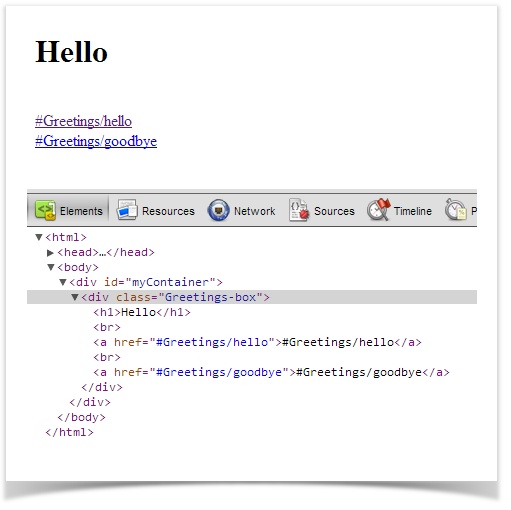 Hello
#Greetings/hello
#Greetings/goodbye
Elements Resources Network Sources Timeline P
▼<html>
▶<head>…</head>
▼<body>
▼<div id="myContainer">
▼<div class="Greetings-box">
<h1>Hello</h1>
<br>
<a href="#Greetings/hello">#Greetings/hello</a>
<br>
<a href="#Greetings/goodbye">#Greetings/goodbye</a>
</div>
</div>
</body>
</html>